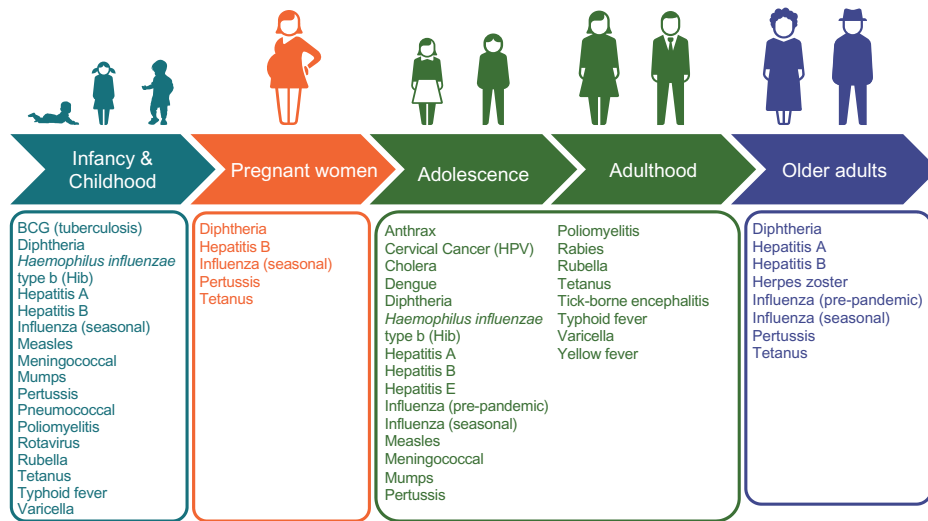 Infancy &
Childhood
Pregnant women
Adolescence
Adulthood
Older adults
BCG (tuberculosis)
Diphtheria
Haemophilus influenzae
type b (Hib)
Hepatitis A
Hepatitis B
Influenza (seasonal)
Measles
Meningococcal
Mumps
Pertussis
Pneumococcal
Poliomyelitis
Rotavirus
Rubella
Tetanus
Typhoid fever
Varicella
Diphtheria
Hepatitis B
Influenza (seasonal)
Pertussis
Tetanus
Anthrax
Cervical Cancer (HPV)
Cholera
Dengue
Diphtheria
Haemophilus influenzae
type b (Hib)
Hepatitis A
Hepatitis B
Hepatitis E
Influenza (pre-pandemic)
Influenza (seasonal)
Measles
Meningococcal
Mumps
Pertussis
Poliomyelitis
Rabies
Rubella
Tetanus
Tick-borne encephalitis
Typhoid fever
Varicella
Yellow fever
Diphtheria
Hepatitis A
Hepatitis B
Herpes zoster
Influenza (pre-pandemic)
Influenza (seasonal)
Pertussis
Tetanus